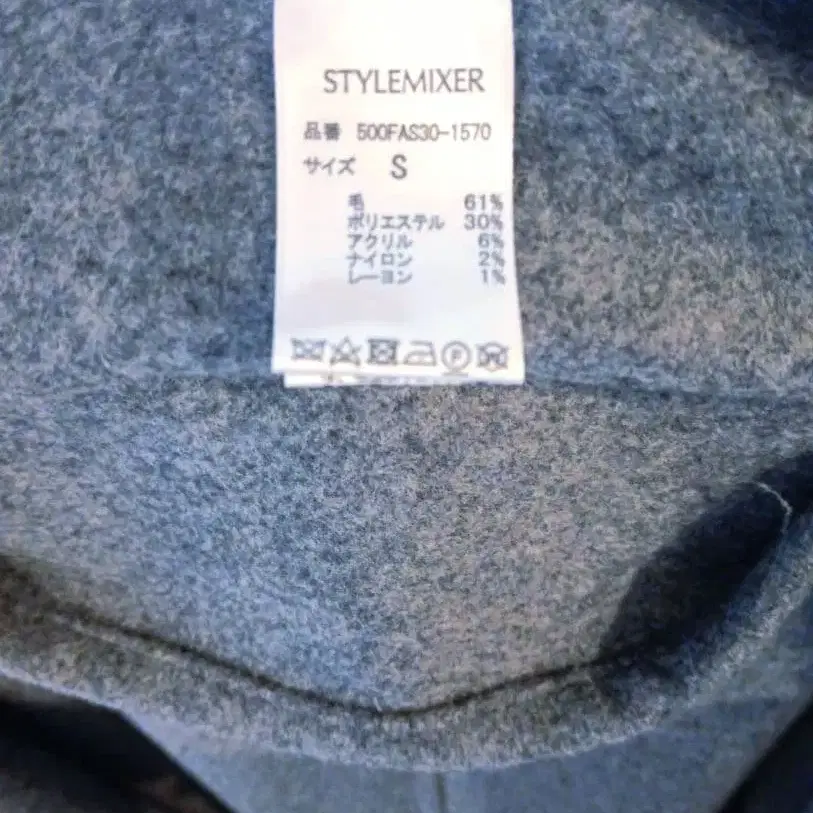 STYLEMIXER
品番 500FAS30-1570
サイズ S
毛 61%
ポリエステル 30%
アクリル 6%
ナイロン 2%
レーヨン 1%